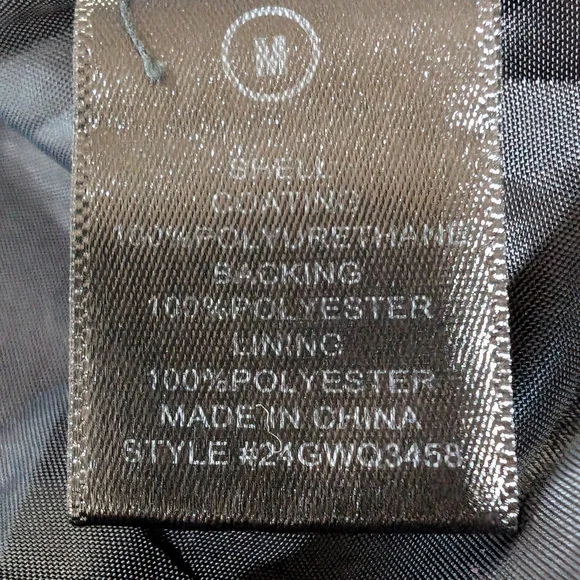 M
SHELL
COATING
100%POLYURETHANE
BACKING
100%POLYESTER
LINING
100%POLYESTER
MADE IN CHINA
STYLE #24GWQ3458